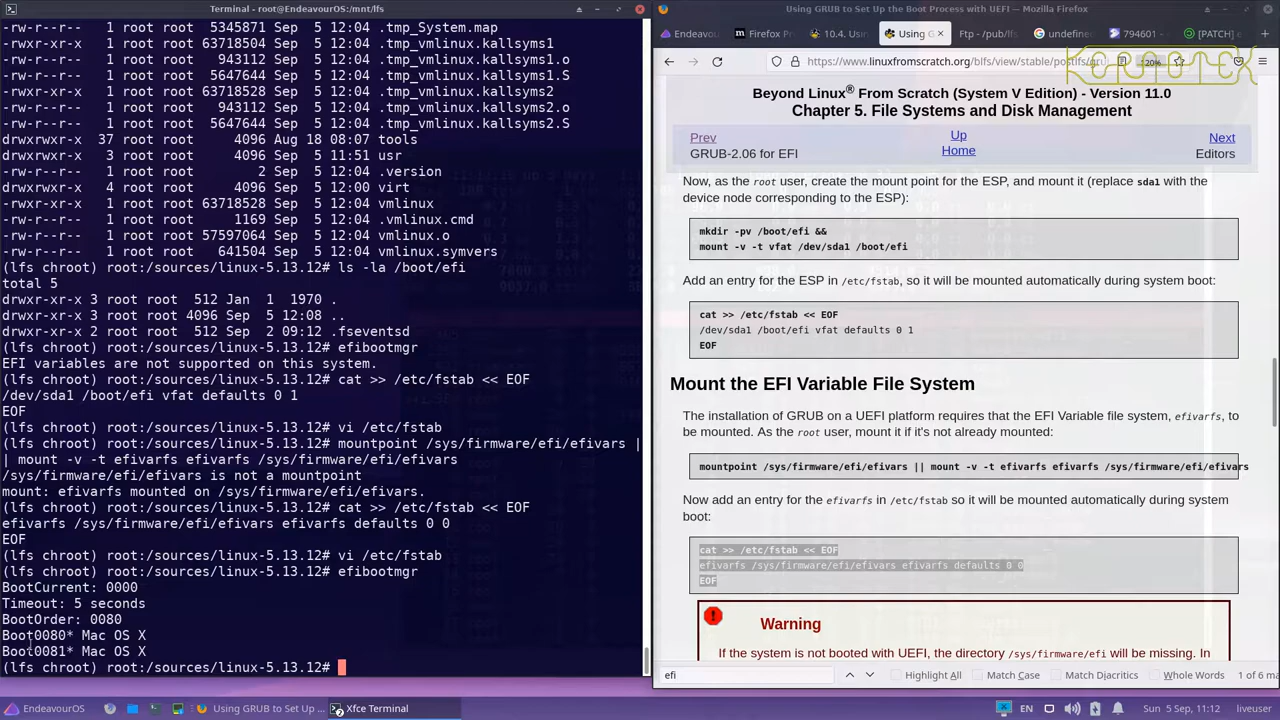 Terminal - root@EndeavourOS:/mnt/lfs
-rw-r--r-- 1 root root 5345871 Sep 5 12:04 .tmp_System.map
-rwxr-xr-x 1 root root 63718504 Sep 5 12:04 .tmp_vmlinux.kallsyms1
-rw-r--r-- 1 root root 943112 Sep 5 12:04 .tmp_vmlinux.kallsyms1.o
-rw-r--r-- 1 root root 5647644 Sep 5 12:04 .tmp_vmlinux.kallsyms1.S
-rwxr-xr-x 1 root root 63718504 Sep 5 12:04 .tmp_vmlinux.kallsyms2
-rw-r--r-- 1 root root 943112 Sep 5 12:04 .tmp_vmlinux.kallsyms2.o
-rw-r--r-- 1 root root 5647644 Sep 5 12:04 .tmp_vmlinux.kallsyms2.S
drwxrwxr-x 37 root root 4096 Aug 18 08:07 tools
drwxrwxr-x 3 root root 4096 Sep 5 11:51 usr
-rw-r--r-- 1 root root 2 Sep 5 12:04 .version
drwxrwxr-x 4 root root 4096 Sep 5 12:00 virt
-rwxr-xr-x 1 root root 63718528 Sep 5 12:04 vmlinux
-rw-r--r-- 1 root root 1169 Sep 5 12:04 .vmlinux.cmd
-rw-r--r-- 1 root root 57597064 Sep 5 12:04 vmlinux.o
-rw-r--r-- 1 root root 641504 Sep 5 12:04 vmlinux.symvers
(lfs chroot) root:/sources/linux-5.13.12# ls -la /boot/efi
total 5
drwxr-xr-x 3 root root 512 Jan 1 1970 .
drwxr-xr-x 3 root root 4096 Sep 5 12:08 ..
drwxr-xr-x 2 root root 512 Sep 2 09:12 .fseventsd
(lfs chroot) root:/sources/linux-5.13.12# efibootmgr
EFI variables are not supported on this system.
(lfs chroot) root:/sources/linux-5.13.12# cat >> /etc/fstab << EOF
/dev/sda1 /boot/efi vfat defaults 0 1
EOF
(lfs chroot) root:/sources/linux-5.13.12# vi /etc/fstab
(lfs chroot) root:/sources/linux-5.13.12# mountpoint /sys/firmware/efi/efivars |
| mount -v -t efivarfs efivarfs /sys/firmware/efi/efivars
/sys/firmware/efi/efivars is not a mountpoint
mount: efivarfs mounted on /sys/firmware/efi/efivars.
(lfs chroot) root:/sources/linux-5.13.12# cat >> /etc/fstab << EOF
efivarfs /sys/firmware/efi/efivars efivarfs defaults 0 0
EOF
(lfs chroot) root:/sources/linux-5.13.12# vi /etc/fstab
(lfs chroot) root:/sources/linux-5.13.12# efibootmgr
BootCurrent: 0000
Timeout: 5 seconds
BootOrder: 0080
Boot0080* Mac OS X
Boot0081* Mac OS X
(lfs chroot) root:/sources/linux-5.13.12#
Using GRUB to Set Up the Boot Process with UEFI — Mozilla Firefox
Endeavou
Firefox Pr
10.4. Usin
Using G
Ftp - /pub/lfs
undefined
794601 -
[PATCH] e
https://www.linuxfromscratch.org/blfs/view/stable/postlfs/gru
120%
Beyond Linux® From Scratch (System V Edition) - Version 11.0
Chapter 5. File Systems and Disk Management
Prev
GRUB-2.06 for EFI
Up
Home
Next
Editors
Now, as the root user, create the mount point for the ESP, and mount it (replace sda1 with the
device node corresponding to the ESP):
mkdir -pv /boot/efi &&
mount -v -t vfat /dev/sda1 /boot/efi
Add an entry for the ESP in /etc/fstab, so it will be mounted automatically during system boot:
cat >> /etc/fstab << EOF
/dev/sda1 /boot/efi vfat defaults 0 1
EOF
Mount the EFI Variable File System
The installation of GRUB on a UEFI platform requires that the EFI Variable file system, efivarfs, to
be mounted. As the root user, mount it if it's not already mounted:
mountpoint /sys/firmware/efi/efivars || mount -v -t efivarfs efivarfs /sys/firmware/efi/efivars
Now add an entry for the efivarfs in /etc/fstab so it will be mounted automatically during system
boot:
cat >> /etc/fstab << EOF
efivarfs /sys/firmware/efi/efivars efivarfs defaults 0 0
EOF
Warning
If the system is not booted with UEFI, the directory /sys/firmware/efi will be missing. In
efi
Highlight All
Match Case
Match Diacritics
Whole Words
1 of 6 ma
EndeavourOS
Using GRUB to Set Up ...
Xfce Terminal
EN
Sun 5 Sep, 11:12
liveuser